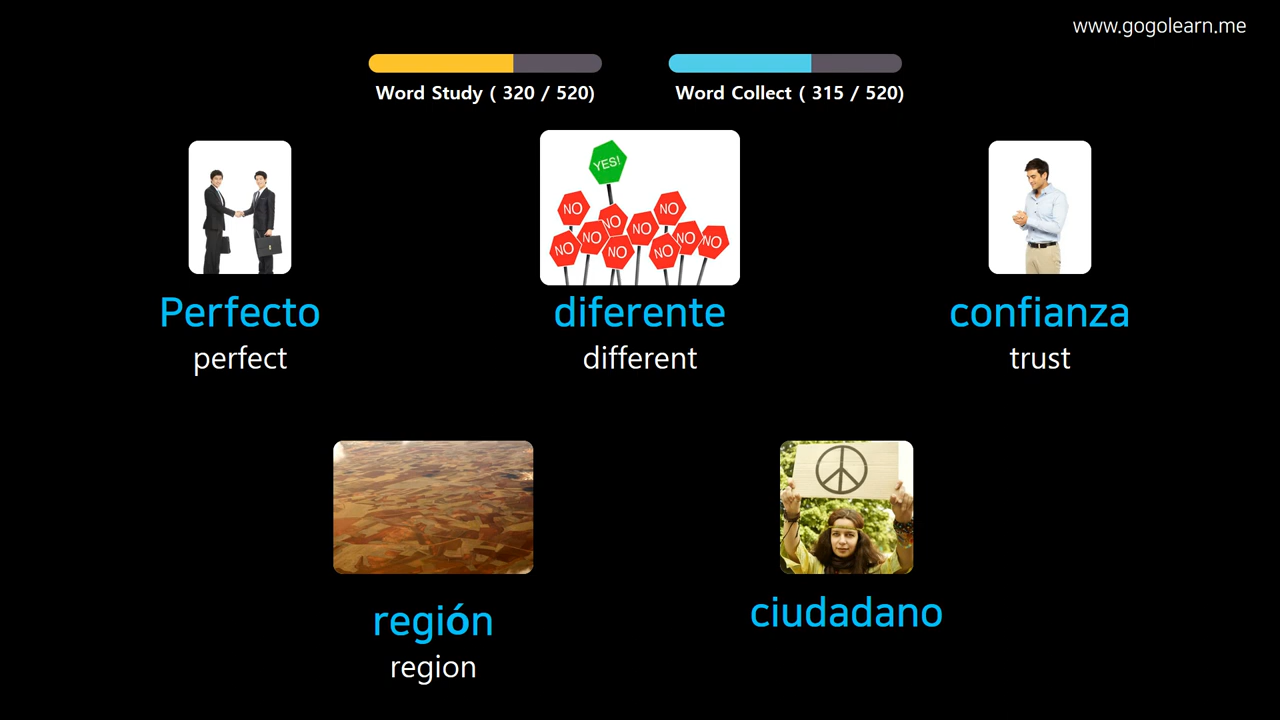 www.gogolearn.me
Word Study ( 320 / 520)
Word Collect ( 315 / 520)
YES!
NO
NO
NO
NO
NO
NO
NO
NO
NO
NO
Perfecto
perfect
diferente
different
confianza
trust
región
region
ciudadano